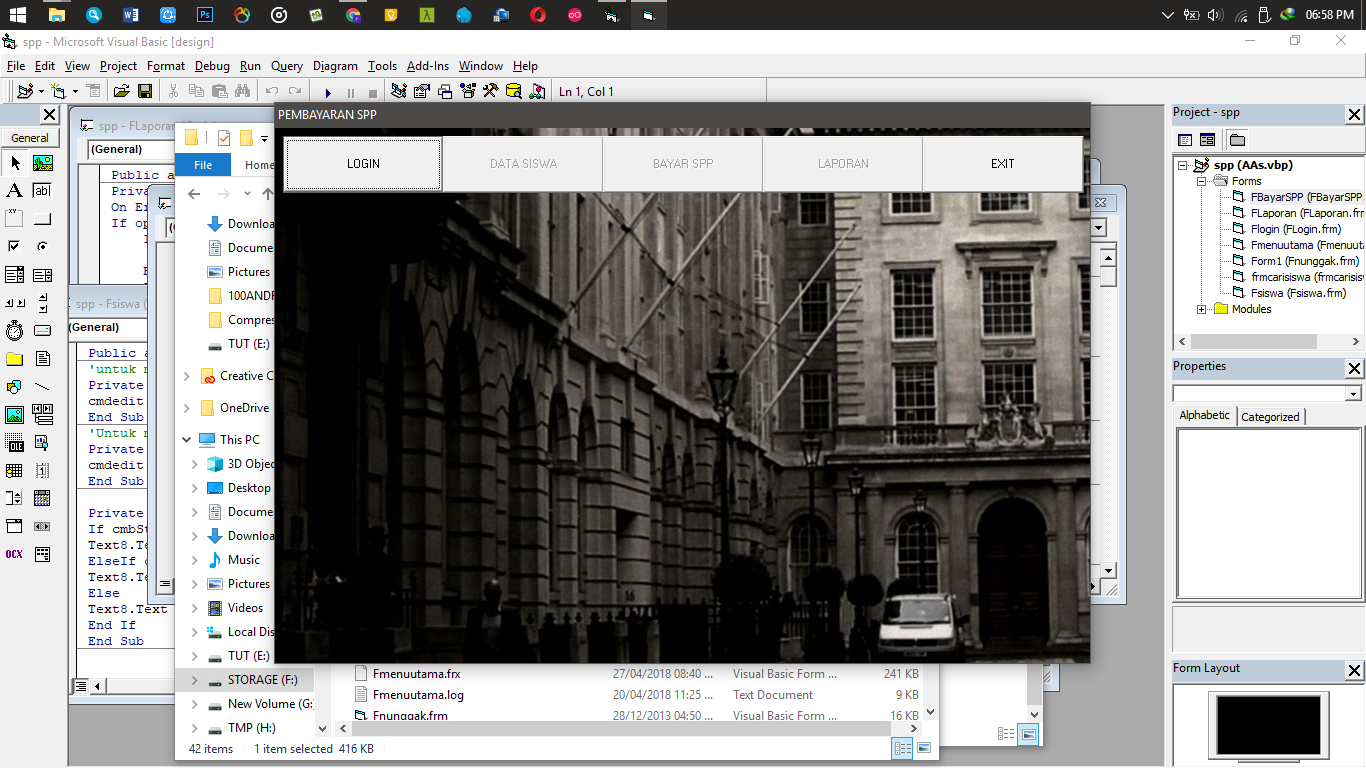 06:58 PM
spp - Microsoft Visual Basic [design]
File Edit View Project Format Debug Run Query Diagram Tools Add-Ins Window Help
Ln 1, Col 1
General
spp - FLaporan
(General)
Public a
Priva
On Er
If op
I
E
spp - Fsiswa (
(General)
Public a
'untuk m
Private
cmdedit
End Sub
'Untuk m
Private
cmdedit
End Sub
Private
If cmbSt
Text8.Te
ElseIf c
Text8.Te
Else
Text8.Text
End If
End Sub
File Home
Downloa
Docume
Pictures
100ANDR
Compres
TUT (E:)
Creative C
OneDrive
This PC
3D Objec
Desktop
Docume
Downloa
Music
Pictures
Videos
Local Dis
TUT (E:)
STORAGE (F:)
New Volume (G:
TMP (H:)
42 items 1 item selected 416 KB
PEMBAYARAN SPP
LOGIN DATA SISWA BAYAR SPP LAPORAN EXIT
Fmenuutama.frx 27/04/2018 08:40 ... Visual Basic Form ... 241 KB
Fmenuutama.log 20/04/2018 11:25 ... Text Document 9 KB
Fnunggak.frm 28/12/2013 04:50 ... Visual Basic Form ... 16 KB
Project - spp
spp (AAs.vbp)
Forms
FBayarSPP (FBayarSPP
FLaporan (FLaporan.frm
Flogin (FLogin.frm)
Fmenuutama (Fmenuuta
Form1 (Fnunggak.frm)
frmcarisiswa (frmcarisis
Fsiswa (Fsiswa.frm)
Modules
Properties
Alphabetic Categorized
Form Layout